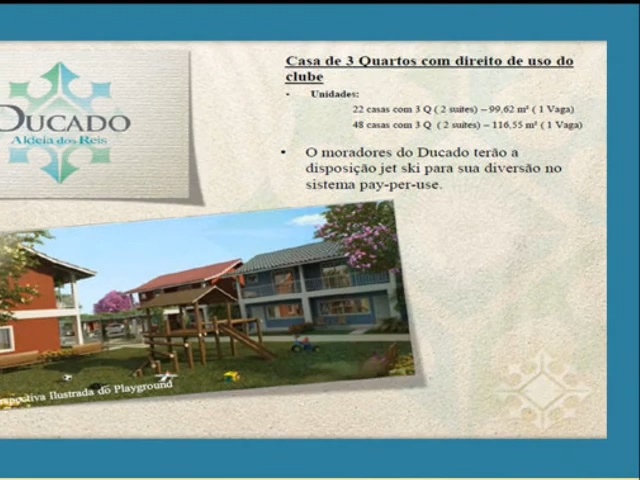 DUCADO
Aldeia dos Reis
Casa de 3 Quartos com direito de uso do
clube
• Unidades:
22 casas com 3 Q ( 2 suítes) – 99,62 m² ( 1 Vaga)
48 casas com 3 Q ( 2 suítes) – 116,55 m² ( 1 Vaga)
• O moradores do Ducado terão a
disposição jet ski para sua diversão no
sistema pay-per-use.
Ilustrada do Playground